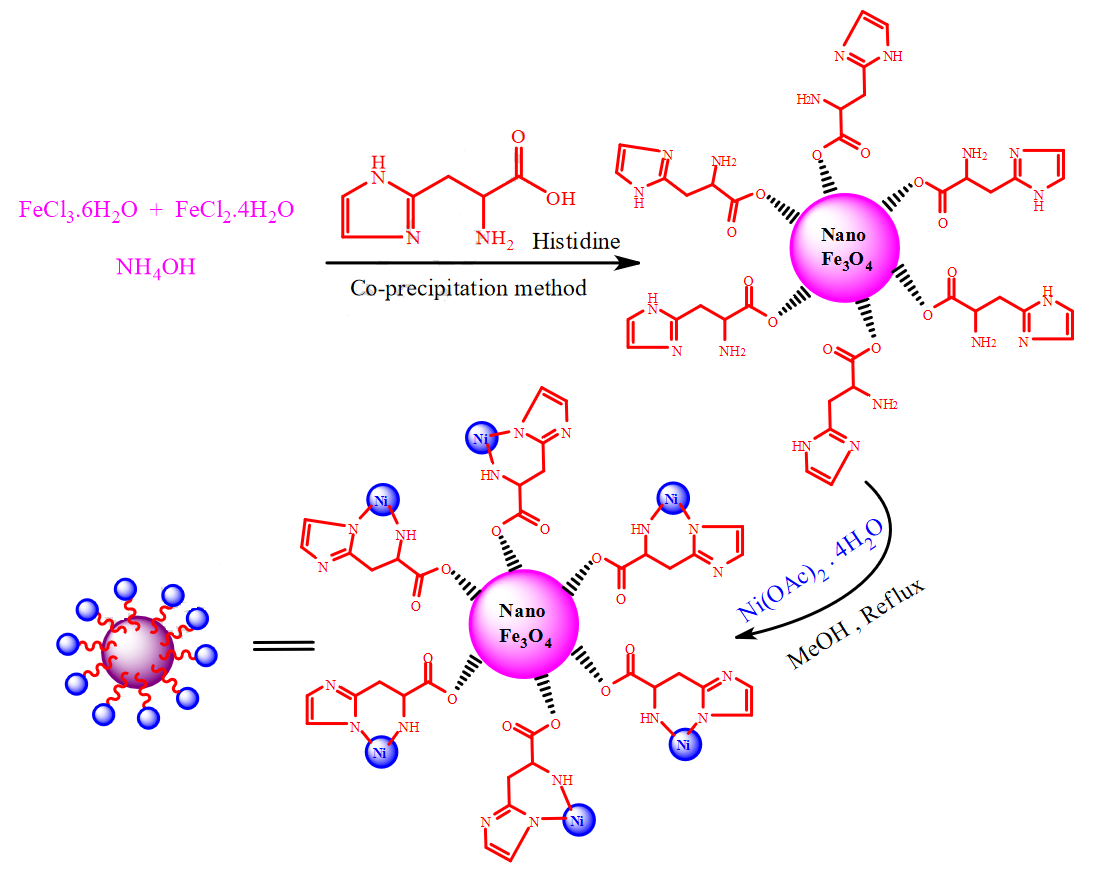 FeCl3.6H2O + FeCl2.4H2O
NH4OH
H
N
O
OH
N
NH2
Histidine
Co-precipitation method
N
NH
H2N
O
O
N
N
H
NH2
O
O
NH2
N
N
H
O
O
Nano
Fe3O4
H
N
N
O
O
NH2
O
O
H
N
NH2
N
O
O
NH2
HN
N
Ni(OAc)2 . 4H2O
MeOH , Reflux
Ni
N
N
HN
O
O
Ni
N
NH
N
O
O
Ni
HN
N
N
O
O
Nano
Fe3O4
N
N
NH
Ni
O
O
O
O
N
HN
N
Ni
O
O
NH
N
N
Ni